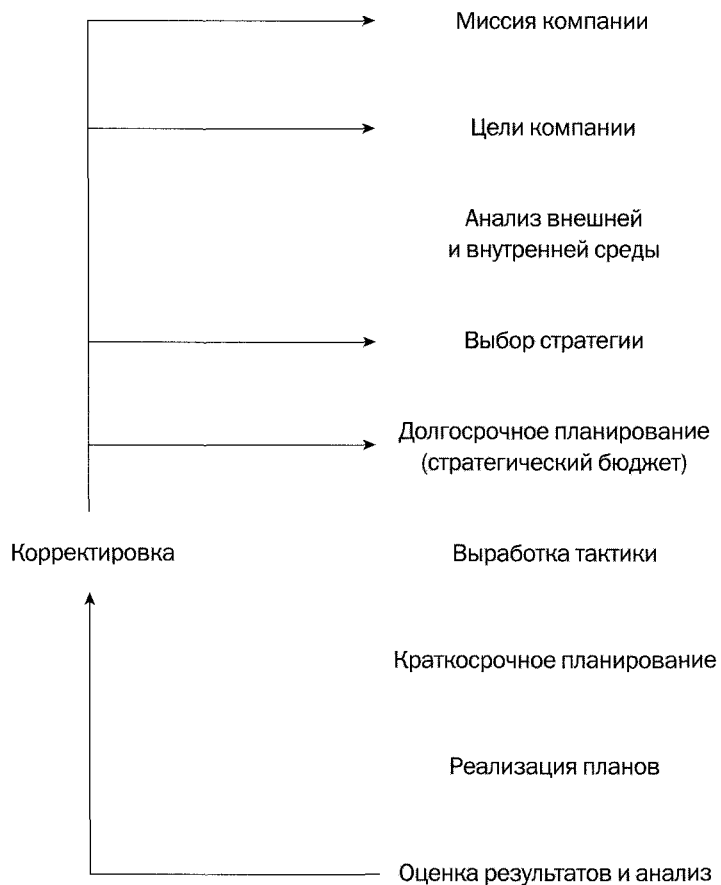 Миссия компании
Цели компании
Анализ внешней
и внутренней среды
Выбор стратегии
Долгосрочное планирование
(стратегический бюджет)
Корректировка
Выработка тактики
Краткосрочное планирование
Реализация планов
Оценка результатов и анализ